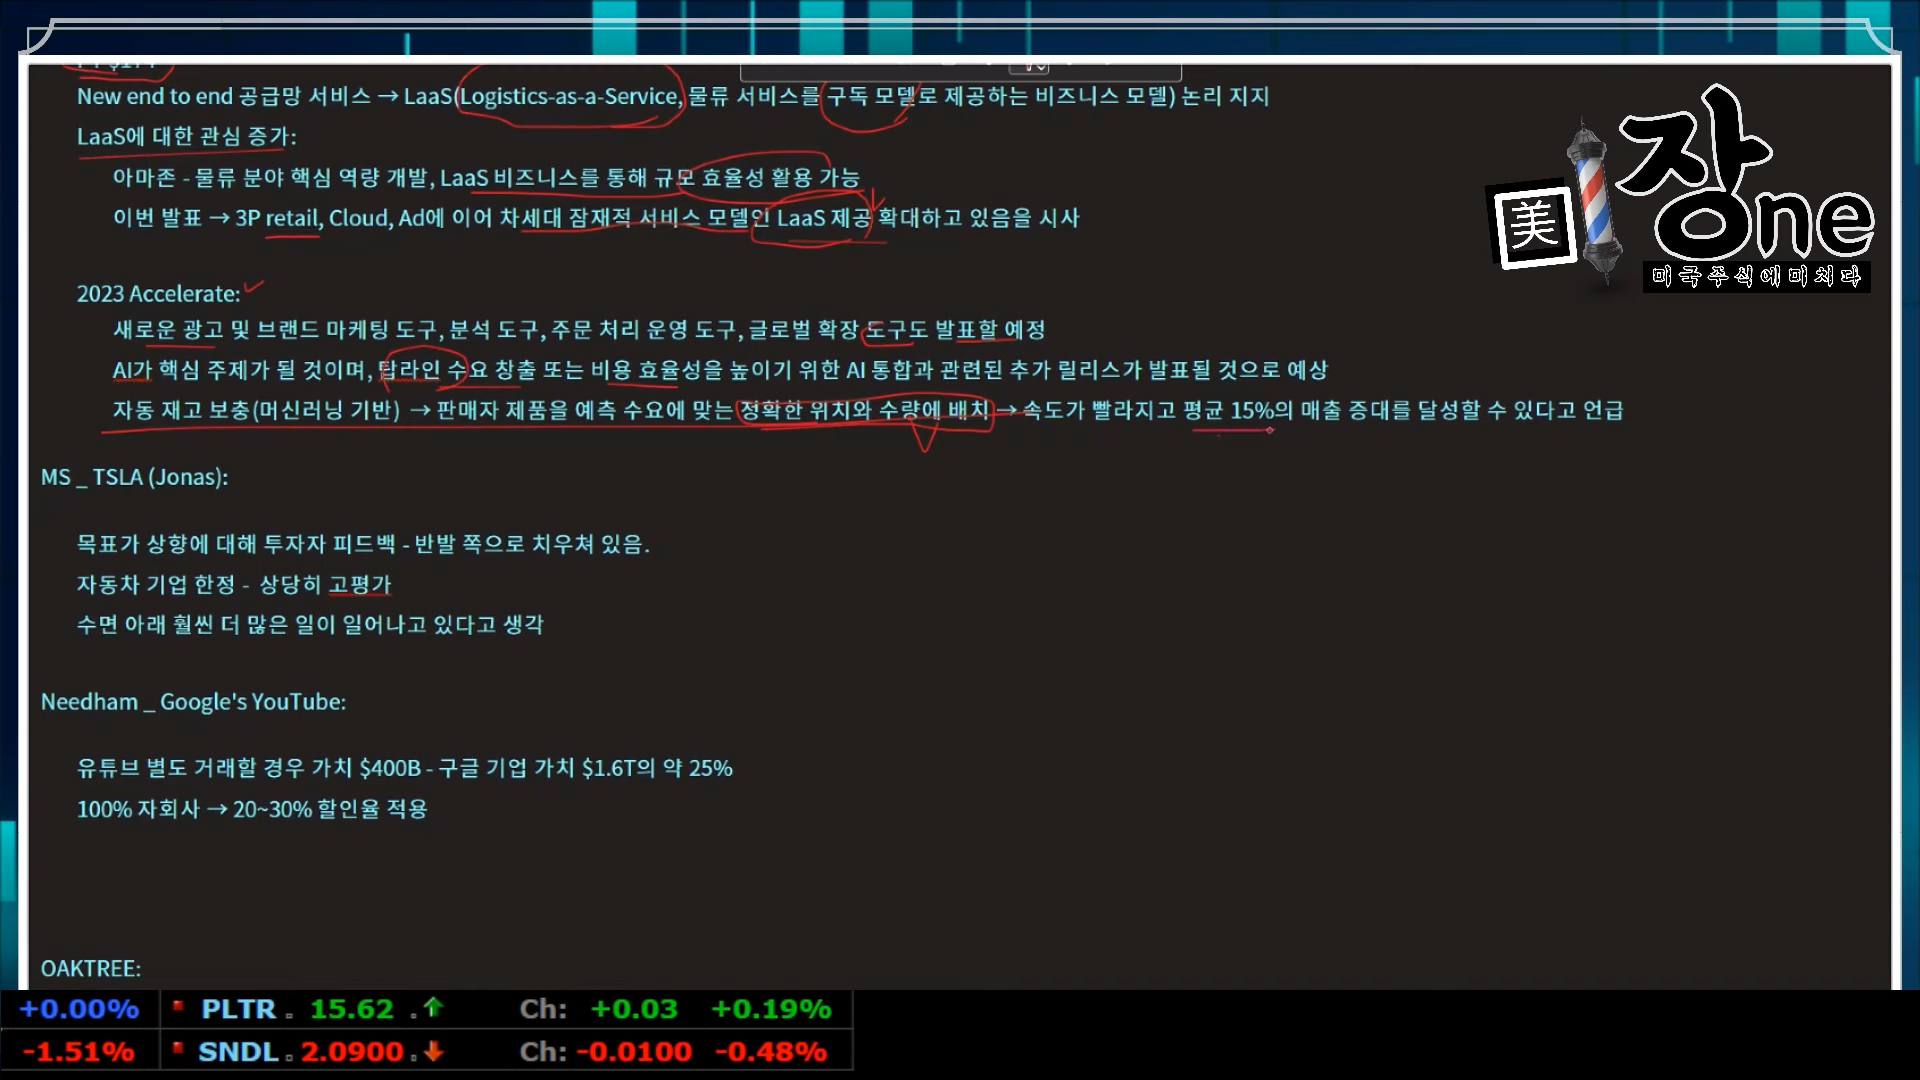 New end to end 공급망 서비스 → LaaS(Logistics-as-a-Service, 물류 서비스를 구독 모델로 제공하는 비즈니스 모델) 논리 지지
LaaS에 대한 관심 증가:
아마존 - 물류 분야 핵심 역량 개발, LaaS 비즈니스를 통해 규모 효율성 활용 가능
이번 발표 → 3P retail, Cloud, Ad에 이어 차세대 잠재적 서비스 모델인 LaaS 제공 확대하고 있음을 시사
2023 Accelerate:
새로운 광고 및 브랜드 마케팅 도구, 분석 도구, 주문 처리 운영 도구, 글로벌 확장 도구도 발표할 예정
AI가 핵심 주제가 될 것이며, 탑라인 수요 창출 또는 비용 효율성을 높이기 위한 AI 통합과 관련된 추가 릴리스가 발표될 것으로 예상
자동 재고 보충(머신러닝 기반) → 판매자 제품을 예측 수요에 맞는 정확한 위치와 수량에 배치 → 속도가 빨라지고 평균 15%의 매출 증대를 달성할 수 있다고 언급
MS _ TSLA (Jonas):
목표가 상향에 대해 투자자 피드백 - 반발 쪽으로 치우쳐 있음.
자동차 기업 한정 - 상당히 고평가
수면 아래 훨씬 더 많은 일이 일어나고 있다고 생각
Needham _ Google's YouTube:
유튜브 별도 거래할 경우 가치 $400B - 구글 기업 가치 $1.6T의 약 25%
100% 자회사 → 20~30% 할인율 적용
OAKTREE:
美 장ne
미국주식에미치다
+0.00% PLTR 15.62 Ch: +0.03 +0.19%
-1.51% SNDL 2.0900 Ch: -0.0100 -0.48%